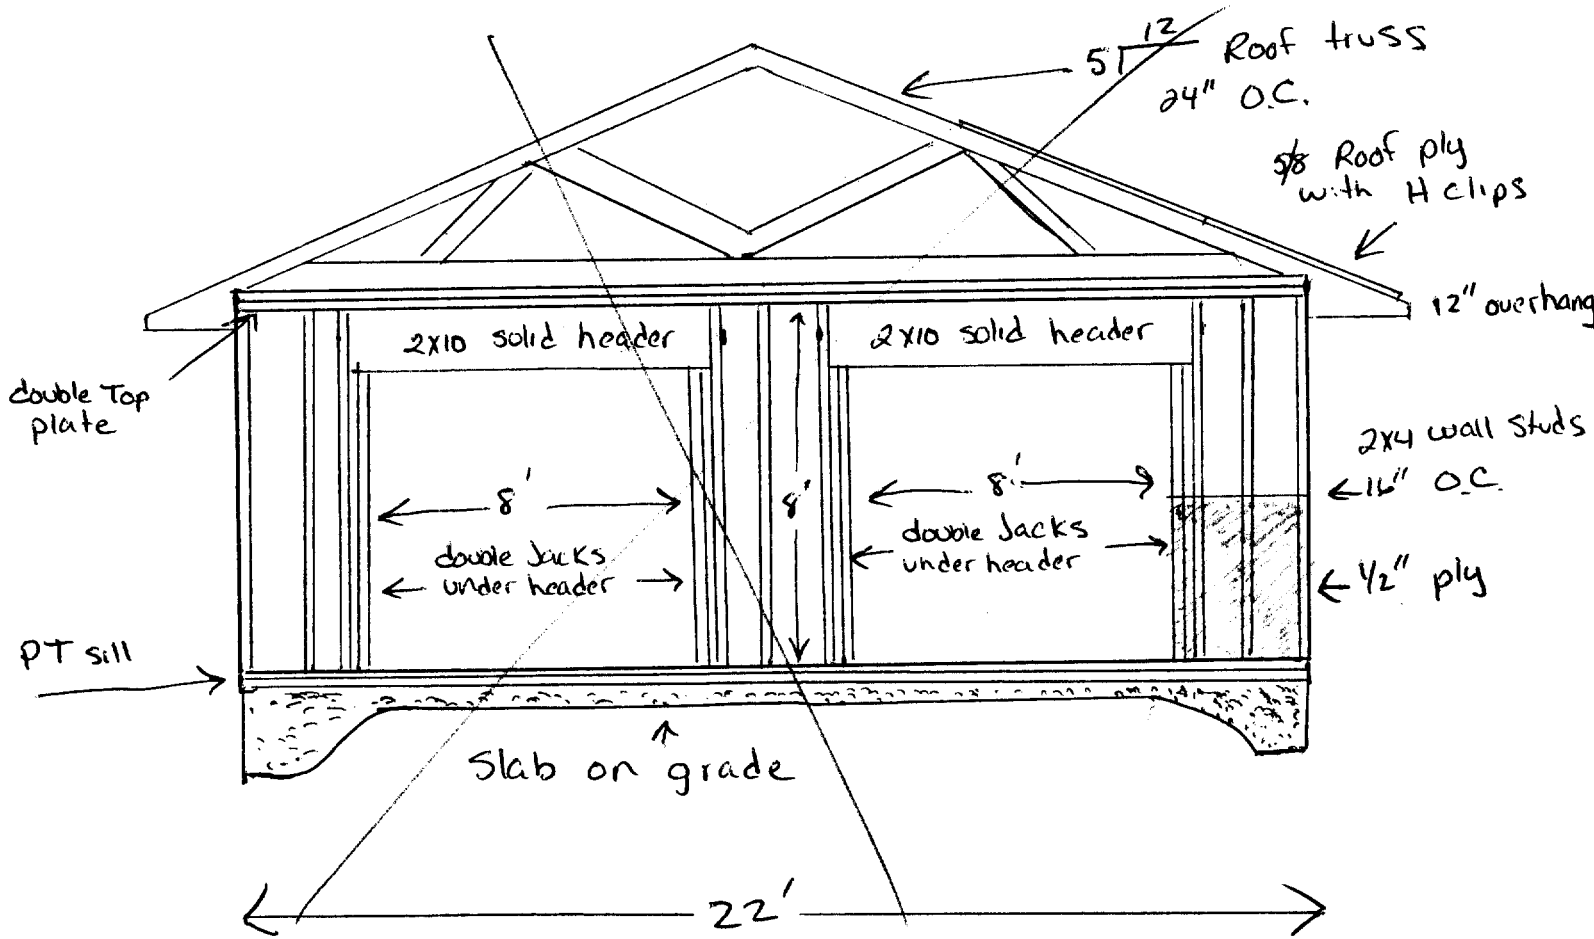 5 12 Roof truss
24" O.C.
5/8 Roof ply
with H clips
12" overhang
2x10 solid header
2x10 solid header
double Top
plate
2x4 wall studs
16" O.C.
8'
8'
8'
double Jacks
under header
double Jacks
under header
1/2" ply
PT sill
Slab on grade
22'